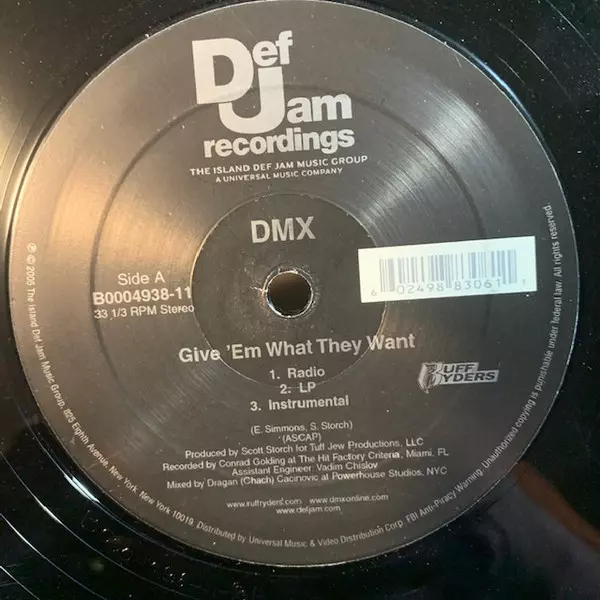 Def
Jam
recordings
THE ISLAND DEF JAM MUSIC GROUP
A UNIVERSAL MUSIC COMPANY
DMX
Side A
B0004938-11
33 1/3 RPM Stereo
6 02498 83061 1
Give 'Em What They Want
1. Radio
2. LP
3. Instrumental
RUFF
RYDERS
(E. Simmons, S. Storch)
(ASCAP)
Produced by Scott Storch for Tuff Jew Productions, LLC
Recorded by Conrad Golding at The Hit Factory Criteria, Miami, FL
Assistant Engineer: Vadim Chislov
Mixed by Dragan (Chach) Cacinovic at Powerhouse Studios, NYC
www.ruffryders.com www.dmxonline.com
www.defjam.com
℗ © 2005 The Island Def Jam Music Group, 825 Eighth Avenue, New York, New York 10019. Distributed by Universal Music & Video Distribution Corp. FBI Anti-Piracy Warning: Unauthorized copying is punishable under federal law. All rights reserved.